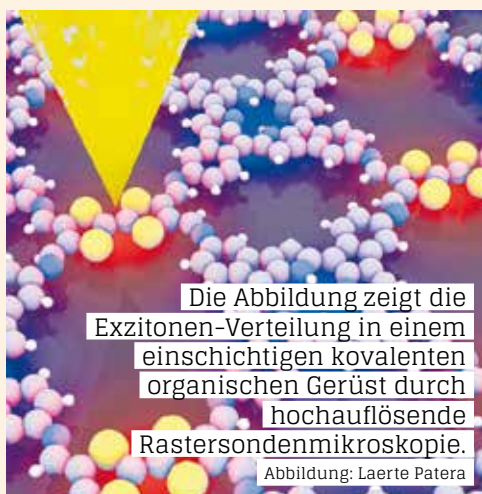 Die Abbildung zeigt die
Exzitonen-Verteilung in einem
einschichtigen kovalenten
organischen Gerüst durch
hochauflösende
Rastersondenmikroskopie.
Abbildung: Laerte Patera